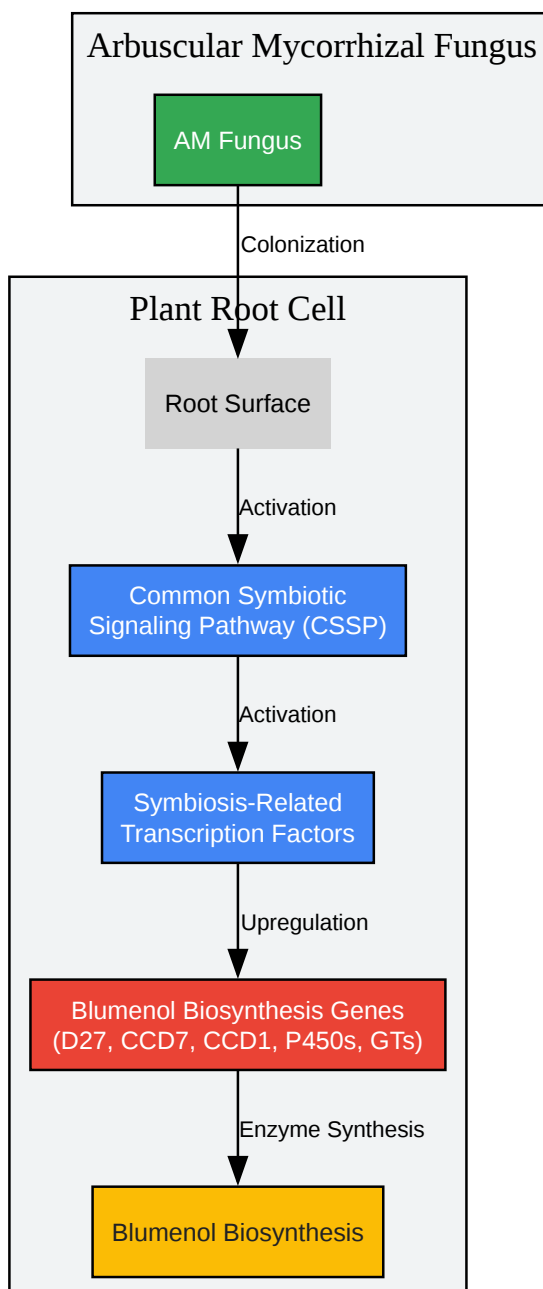 Arbuscular Mycorrhizal Fungus
AM Fungus
Colonization
Plant Root Cell
Root Surface
Activation
Common Symbiotic
Signaling Pathway (CSSP)
Activation
Symbiosis-Related
Transcription Factors
Upregulation
Blumenol Biosynthesis Genes
(D27, CCD7, CCD1, P450s, GTs)
Enzyme Synthesis
Blumenol Biosynthesis